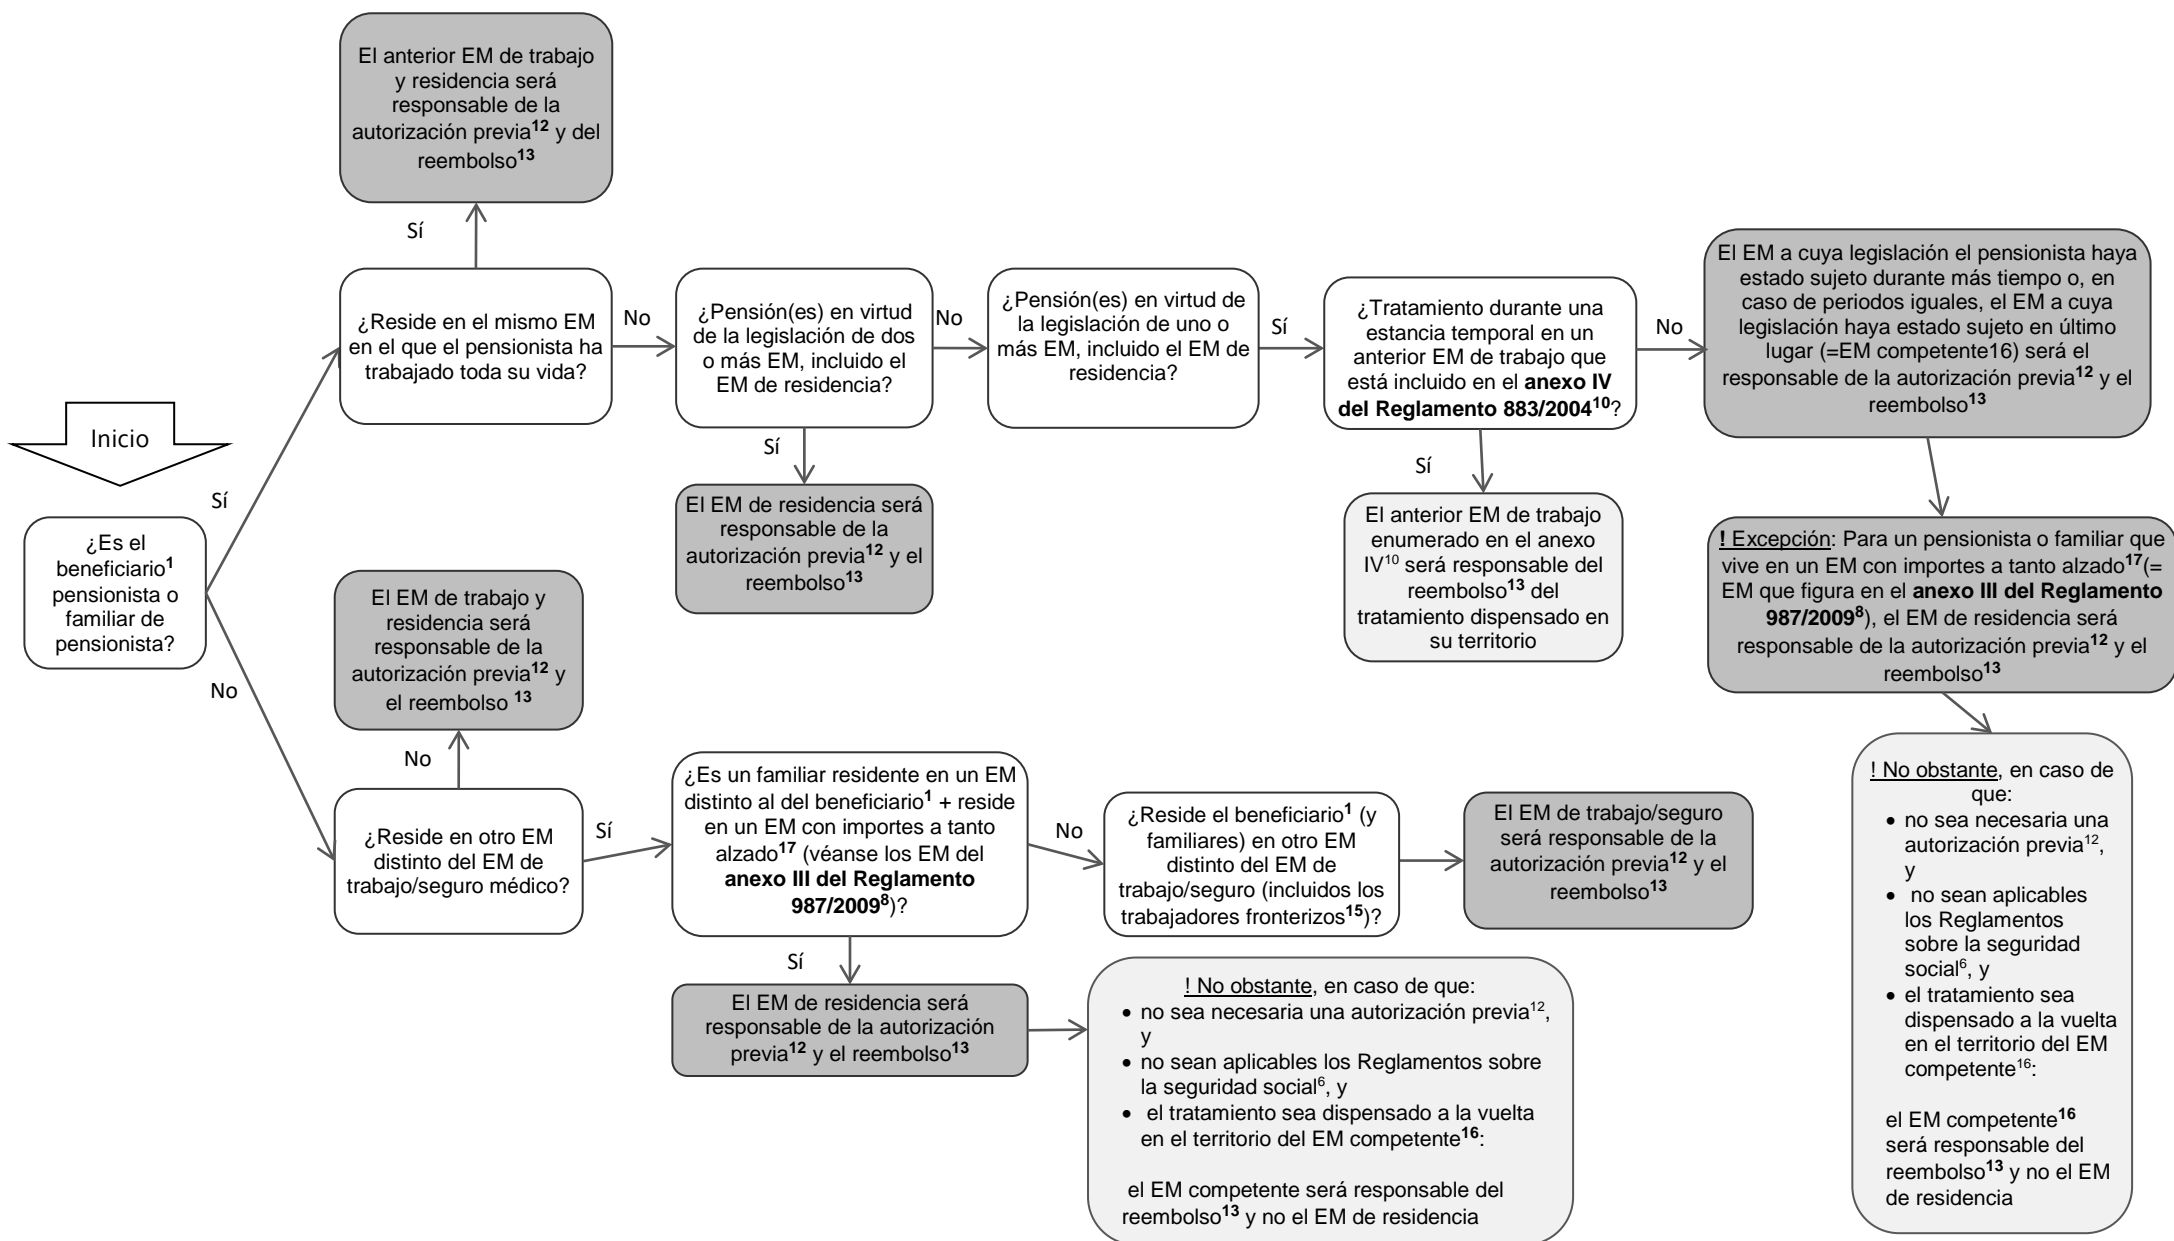 El anterior EM de trabajo
y residencia será
responsable de la
autorización previa12 y del
reembolso13
Sí
¿Reside en el mismo EM
en el que el pensionista ha
trabajado toda su vida?
No
¿Pensión(es) en virtud
de la legislación de dos
o más EM, incluido el
EM de residencia?
No
¿Pensión(es) en virtud de
la legislación de uno o
más EM, incluido el EM de
residencia?
Sí
¿Tratamiento durante una
estancia temporal en un
anterior EM de trabajo que
está incluido en el anexo IV
del Reglamento 883/200410?
No
El EM a cuya legislación el pensionista haya
estado sujeto durante más tiempo o, en
caso de periodos iguales, el EM a cuya
legislación haya estado sujeto en último
lugar (=EM competente16) será el
responsable de la autorización previa12 y el
reembolso13
Inicio
Sí
¿Es el
beneficiario1
pensionista o
familiar de
pensionista?
No
Sí
El EM de residencia será
responsable de la
autorización previa12 y el
reembolso13
Sí
El anterior EM de trabajo
enumerado en el anexo
IV10 será responsable del
reembolso13 del
tratamiento dispensado en
su territorio
! Excepción: Para un pensionista o familiar que
vive en un EM con importes a tanto alzado17(=
EM que figura en el anexo III del Reglamento
987/20098), el EM de residencia será
responsable de la autorización previa12 y el
reembolso13
El EM de trabajo y
residencia será
responsable de la
autorización previa12 y
el reembolso 13
No
¿Reside en otro EM
distinto del EM de
trabajo/seguro médico?
Sí
¿Es un familiar residente en un EM
distinto al del beneficiario1 + reside
en un EM con importes a tanto
alzado17 (véanse los EM del
anexo III del Reglamento
987/20098)?
No
¿Reside el beneficiario1 (y
familiares) en otro EM
distinto del EM de
trabajo/seguro (incluidos los
trabajadores fronterizos15)?
El EM de trabajo/seguro
será responsable de la
autorización previa12 y el
reembolso13
Sí
El EM de residencia será
responsable de la autorización
previa12 y el reembolso13
! No obstante, en caso de que:
• no sea necesaria una autorización previa12,
y
• no sean aplicables los Reglamentos sobre
la seguridad social6, y
• el tratamiento sea dispensado a la vuelta
en el territorio del EM competente16:
el EM competente será responsable del
reembolso13 y no el EM de residencia
! No obstante, en caso de
que:
• no sea necesaria una
autorización previa12,
y
• no sean aplicables
los Reglamentos
sobre la seguridad
social6, y
• el tratamiento sea
dispensado a la vuelta
en el territorio del EM
competente16:
el EM competente16
será responsable del
reembolso13 y no el EM
de residencia